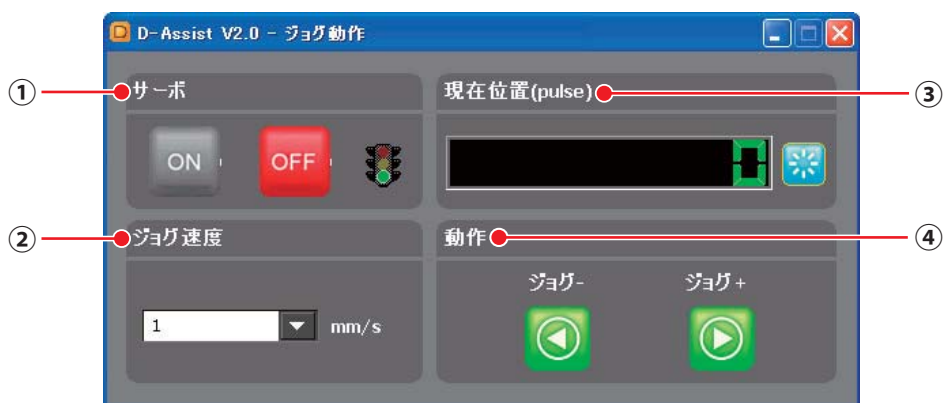 D-Assist V2.0 - ジョグ動作
① サーボ
現在位置(pulse) ③
ON OFF
0
② ジョグ速度
動作 ④
ジョグ- ジョグ+
1 mm/s